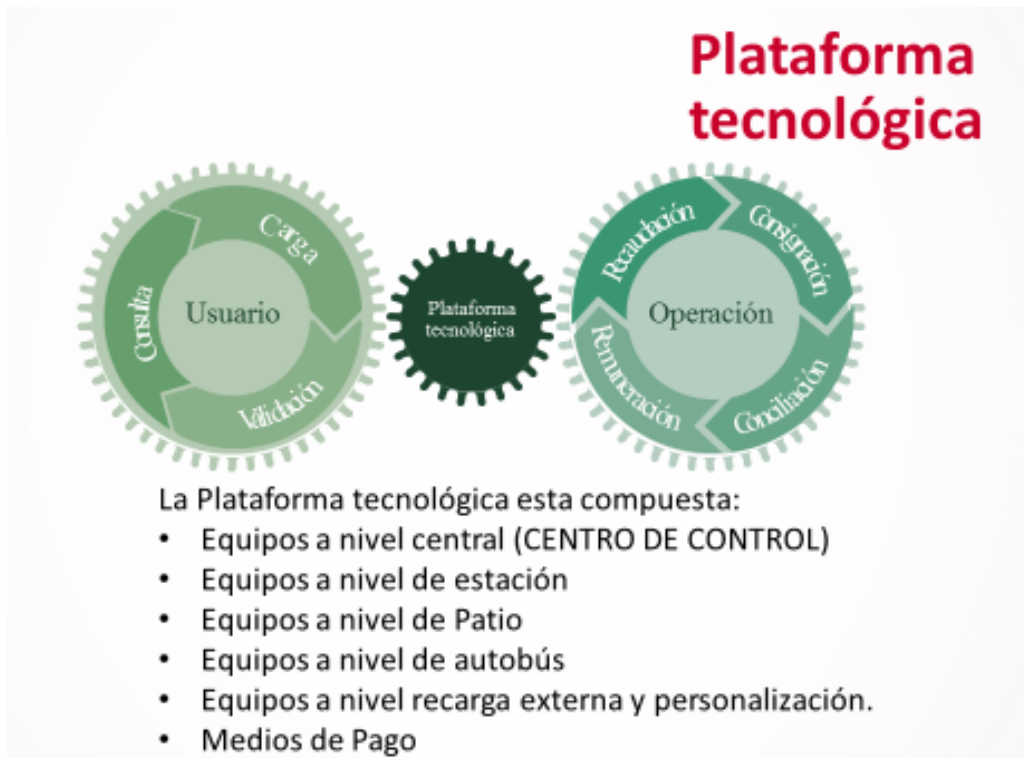 Plataforma
tecnológica
Carga
Validación
Consulta
Usuario
Plataforma
tecnológica
Recaudación
Consignación
Conciliación
Remuneración
Operación
La Plataforma tecnológica esta compuesta:
• Equipos a nivel central (CENTRO DE CONTROL)
• Equipos a nivel de estación
• Equipos a nivel de Patio
• Equipos a nivel de autobús
• Equipos a nivel recarga externa y personalización.
• Medios de Pago